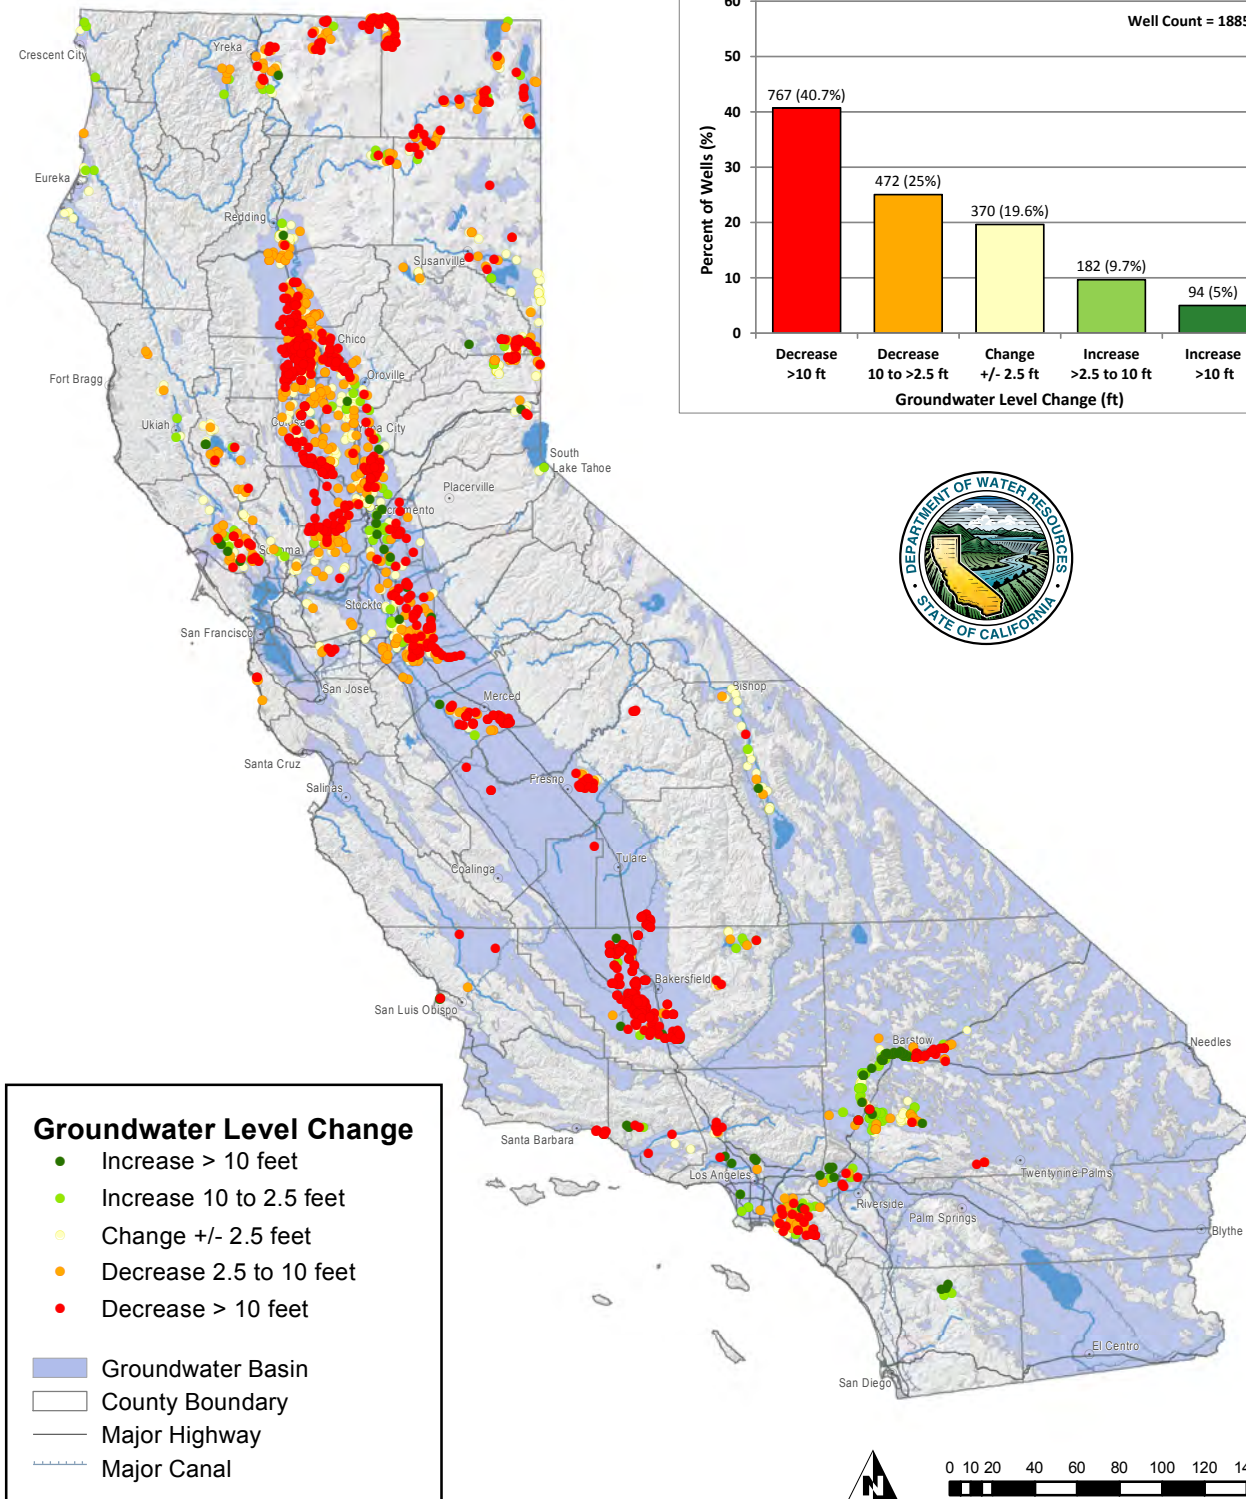 60
Well Count = 1885
50
40
30
20
10
0
Percent of Wells (%)
767 (40.7%)
472 (25%)
370 (19.6%)
182 (9.7%)
94 (5%)
Decrease >10 ft
Decrease 10 to >2.5 ft
Change +/- 2.5 ft
Increase >2.5 to 10 ft
Increase >10 ft
Groundwater Level Change (ft)
Crescent City
Yreka
Eureka
Redding
Susanville
Chico
Fort Bragg
Oroville
Ukiah
South
Lake Tahoe
Placerville
San Francisco
San Jose
Merced
Bishop
Santa Cruz
Salinas
Fresno
Coalinga
Tulare
Bakersfield
San Luis Obispo
Barstow
Needles
Santa Barbara
Los Angeles
Twentynine Palms
Riverside
Palm Springs
Blythe
El Centro
San Diego
DEPARTMENT OF WATER RESOURCES
STATE OF CALIFORNIA
Groundwater Level Change
Increase > 10 feet
Increase 10 to 2.5 feet
Change +/- 2.5 feet
Decrease 2.5 to 10 feet
Decrease > 10 feet
Groundwater Basin
County Boundary
Major Highway
Major Canal
N
0 10 20 40 60 80 100 120